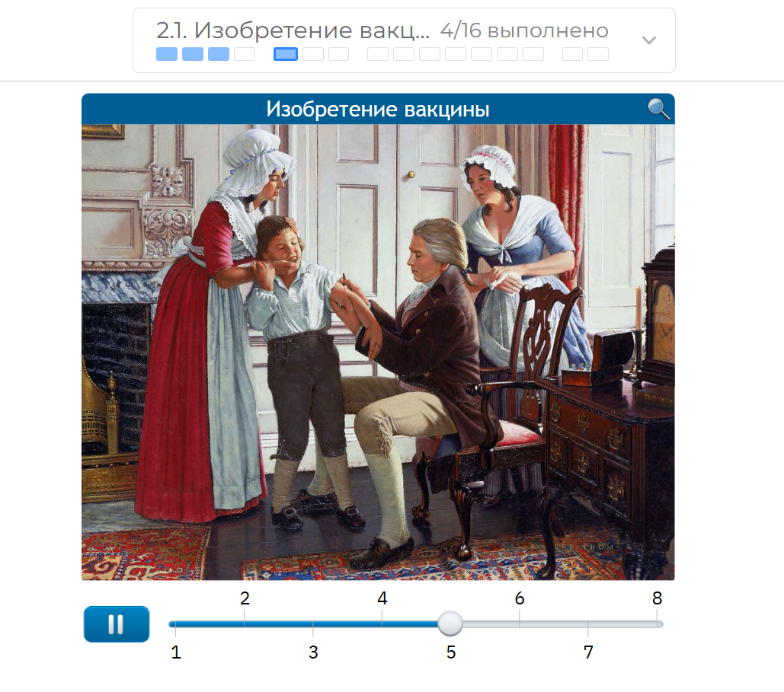 2.1. Изобретение вакц... 4/16 выполнено
Изобретение вакцины
2 4 6 8
1 3 5 7